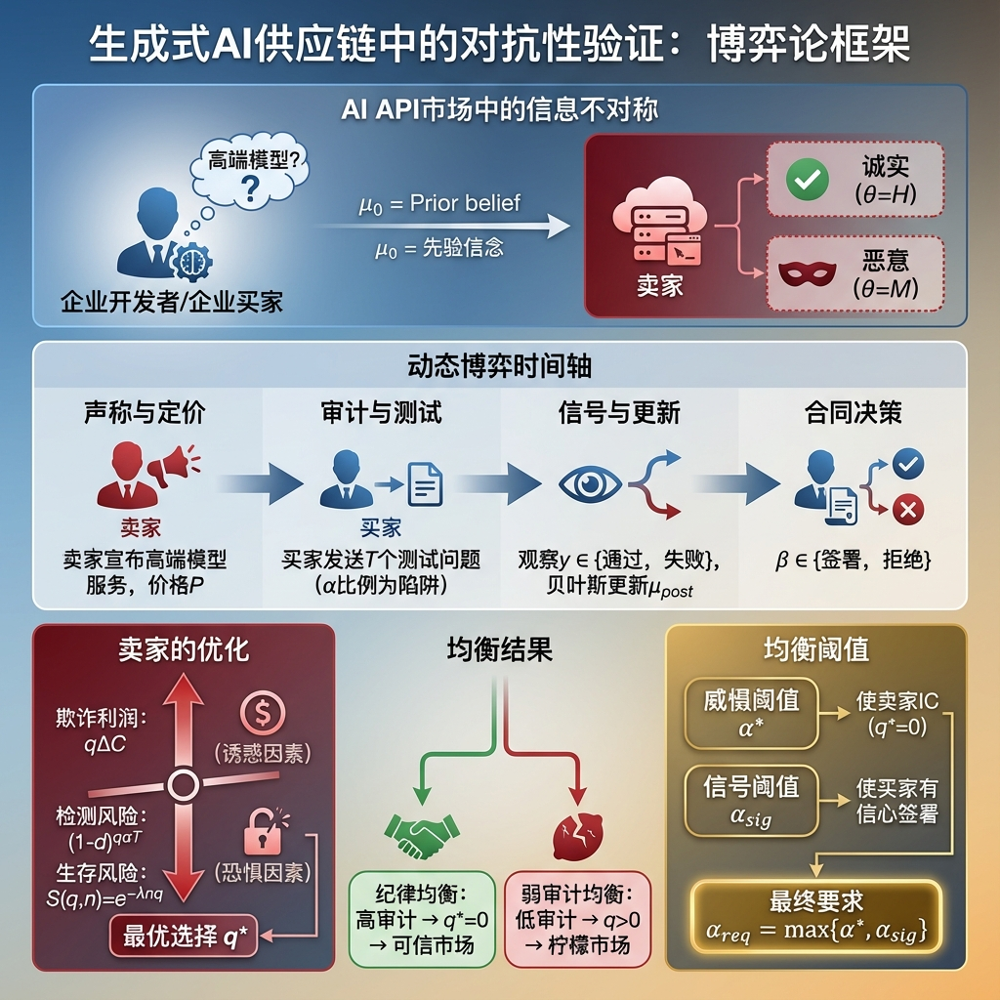 生成式AI供应链中的对抗性验证：博弈论框架
AI API市场中的信息不对称
高端模型?
?
企业开发者/企业买家
μ₀ = Prior belief
μ₀ = 先验信念
卖家
诚实
(θ=H)
恶意
(θ=M)
动态博弈时间轴
声称与定价
卖家
卖家宣布高端模型
服务，价格P
审计与测试
买家
买家发送T个测试问题
（α比例为陷阱）
信号与更新
观察y ∈ {通过，失败}，
贝叶斯更新μ_post
合同决策
β ∈ {签署，拒绝}
卖家的优化
欺诈利润：
qΔC
$
（诱惑因素）
检测风险：
(1-d)^{qαT}
生存风险：
S(q,n)=e^{-λnq}
（恐惧因素）
最优选择 q*
均衡结果
纪律均衡：
高审计 → q*=0
→ 可信市场
弱审计均衡：
低审计 → q>0
→ 柠檬市场
均衡阈值
威慑阈值
α*
使卖家IC
(q*=0)
信号阈值
α_sig
使买家有
信心签署
最终要求
α_req = max{α*, α_sig}